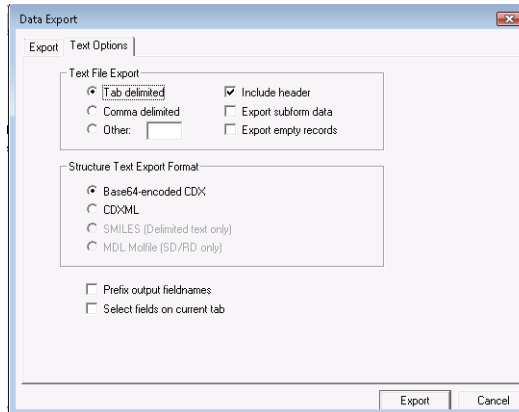 Data Export
Export Text Options
Text File Export
Tab delimited Include header
Comma delimited Export subform data
Other: Export empty records
Structure Text Export Format
Base64-encoded CDX
CDXML
SMILES (Delimited text only)
MDL Molfile (SD/RD only)
Prefix output fieldnames
Select fields on current tab
Export Cancel